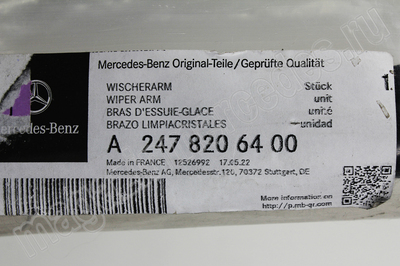 Mercedes-Benz Original-Teile/Geprüfte Qualität
WISCHERARM Stück
WIPER ARM unit
BRAS D'ESSUIE-GLACE unité
BRAZO LIMPIACRISTALES unidad
1
Mercedes-Benz
A 247 820 64 00
Made in FRANCE 12526992 17.05.22
Mercedes-Benz AG, Mercedesstr.120, 70372 Stuttgart, DE
More information on
http://p.mb-qr.com